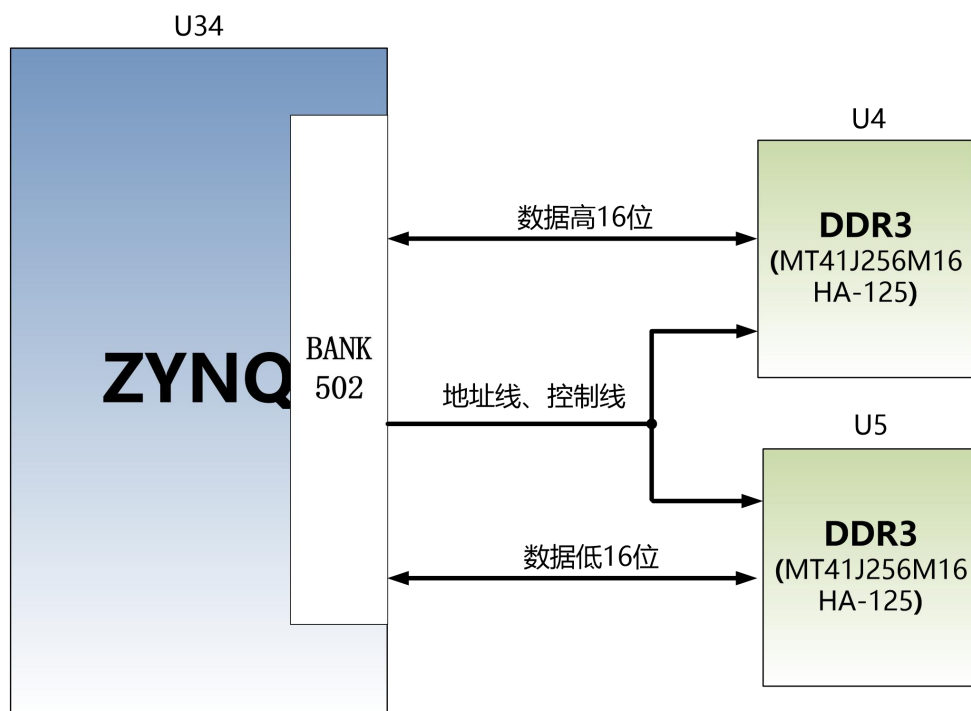 U34
ZYNQ
BANK
502
数据高16位
地址线、控制线
数据低16位
U4
DDR3
(MT41J256M16
HA-125)
U5
DDR3
(MT41J256M16
HA-125)